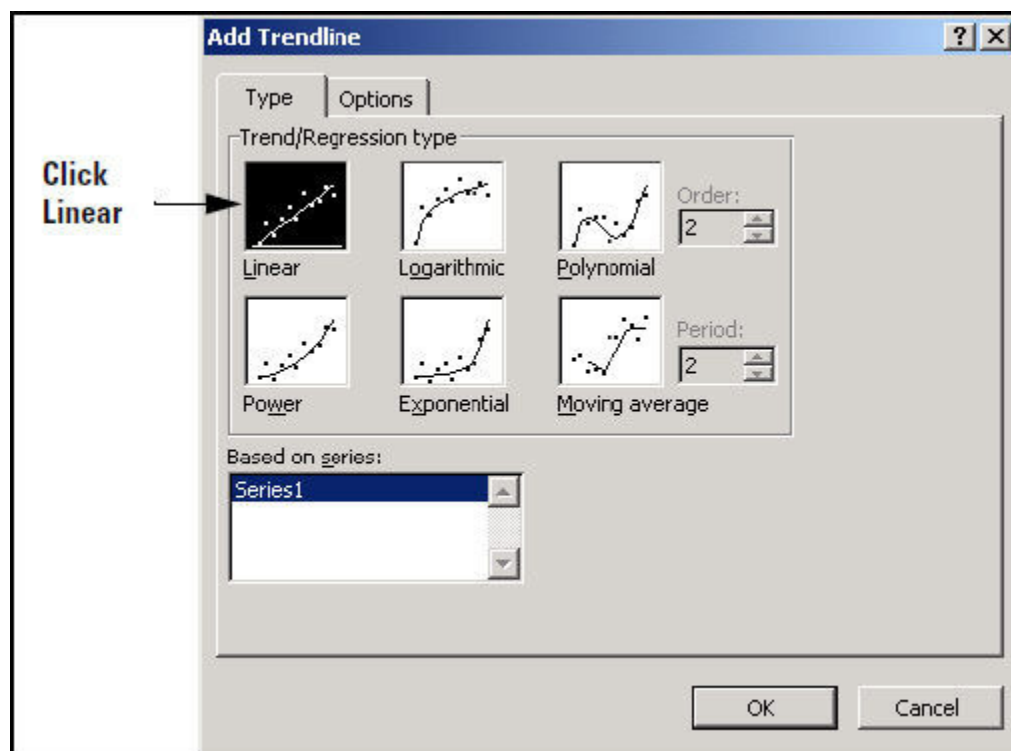 Add Trendline
Type
Options
Trend/Regression type
Click
Linear
Order:
2
Linear
Logarithmic
Polynomial
Period:
2
Power
Exponential
Moving average
Based on series:
Series1
OK
Cancel